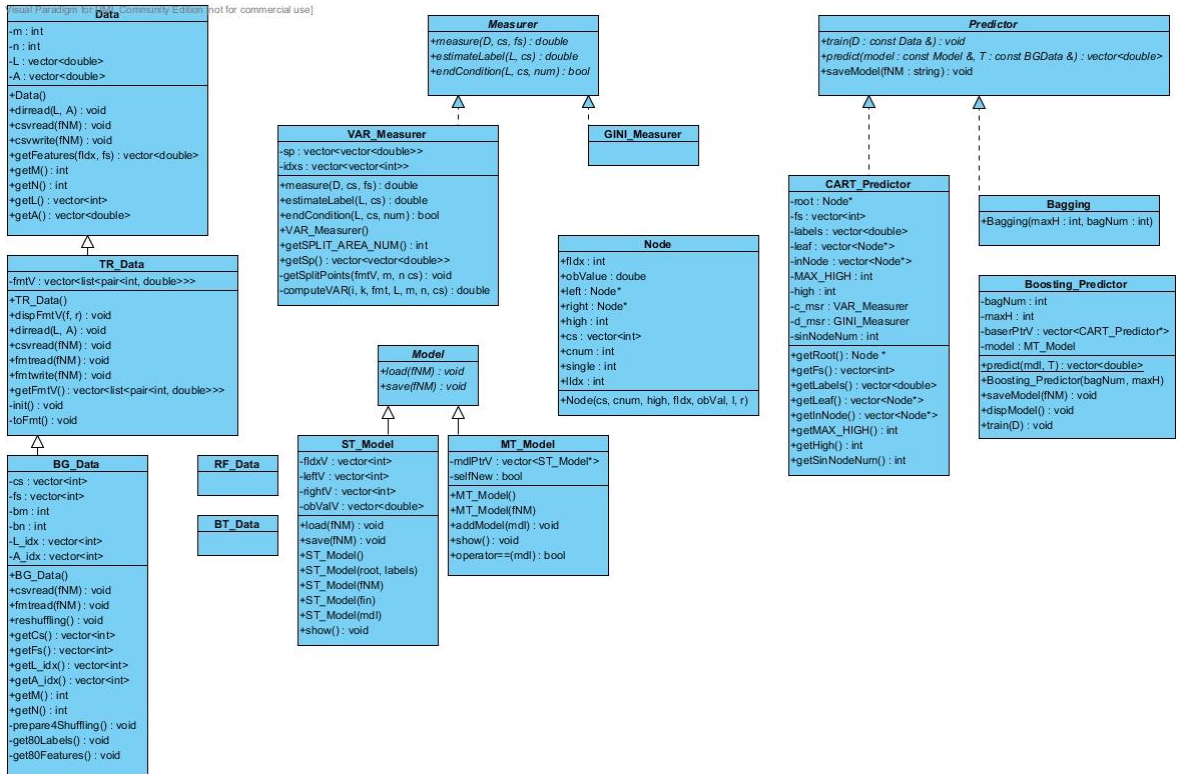 Visual Paradigm for UML Community Edition [not for commercial use]
Data
-m : int
-n : int
-L : vector<double>
-A : vector<double>
+Data()
+dirread(L, A) : void
+csvread(fNM) : void
+csvwrite(fNM) : void
+getFeatures(fIdx, fs) : vector<double>
+getM() : int
+getN() : int
+getL() : vector<int>
+getA() : vector<double>
TR_Data
-fmtV : vector<list<pair<int, double>>>
+TR_Data()
+dispFmtV(f, r) : void
+dirread(L, A) : void
+csvread(fNM) : void
+fmtread(fNM) : void
+fmtwrite(fNM) : void
+getFmtV() : vector<list<pair<int, double>>>
-init() : void
-toFmt() : void
BG_Data
-cs : vector<int>
-fs : vector<int>
-bm : int
-bn : int
-L_idx : vector<int>
-A_idx : vector<int>
+BG_Data()
+csvread(fNM) : void
+fmtread(fNM) : void
+reshuffling() : void
+getCs() : vector<int>
+getFs() : vector<int>
+getL_idx() : vector<int>
+getA_idx() : vector<int>
+getM() : int
+getN() : int
-prepare4Shuffling() : void
-get80Labels() : void
-get80Features() : void
RF_Data
BT_Data
Measurer
+measure(D, cs, fs) : double
+estimateLabel(L, cs) : double
+endCondition(L, cs, num) : bool
VAR_Measurer
-sp : vector<vector<double>>
-idxs : vector<vector<int>>
+measure(D, cs, fs) : double
+estimateLabel(L, cs) : double
+endCondition(L, cs, num) : bool
+VAR_Measurer()
+getSPLIT_AREA_NUM() : int
+getSp() : vector<vector<double>>
-getSplitPoints(fmtV, m, n cs) : void
-computeVAR(i, k, fmt, L, m, n, cs) : double
GINI_Measurer
Model
+load(fNM) : void
+save(fNM) : void
ST_Model
-fIdxV : vector<int>
-leftV : vector<int>
-rightV : vector<int>
-obValV : vector<double>
+load(fNM) : void
+save(fNM) : void
+ST_Model()
+ST_Model(root, labels)
+ST_Model(fNM)
+ST_Model(fin)
+ST_Model(mdl)
+show() : void
MT_Model
-mdlPtrV : vector<ST_Model*>
-selfNew : bool
+MT_Model()
+MT_Model(fNM)
+addModel(mdl) : void
+show() : void
+operator==(mdl) : bool
Node
+fIdx : int
+obValue : doube
+left : Node*
+right : Node*
+high : int
+cs : vector<int>
+cnum : int
+single : int
+lIdx : int
+Node(cs, cnum, high, fIdx, obVal, l, r)
Predictor
+train(D : const Data &) : void
+predict(model : const Model &, T : const BGData &) : vector<double>
+saveModel(fNM : string) : void
CART_Predictor
-root : Node*
-fs : vector<int>
-labels : vector<double>
-leaf : vector<Node*>
-inNode : vector<Node*>
-MAX_HIGH : int
-high : int
-c_msr : VAR_Measurer
-d_msr : GINI_Measurer
-sinNodeNum : int
+getRoot() : Node *
+getFs() : vector<int>
+getLabels() : vector<double>
+getLeaf() : vector<Node*>
+getInNode() : vector<Node*>
+getMAX_HIGH() : int
+getHigh() : int
+getSinNodeNum() : int
Bagging
+Bagging(maxH : int, bagNum : int)
Boosting_Predictor
-bagNum : int
-maxH : int
-baserPtrV : vector<CART_Predictor*>
-model : MT_Model
+predict(mdl, T) : vector<double>
+Boosting_Predictor(bagNum, maxH)
+saveModel(fNM) : void
+dispModel() : void
+train(D) : void